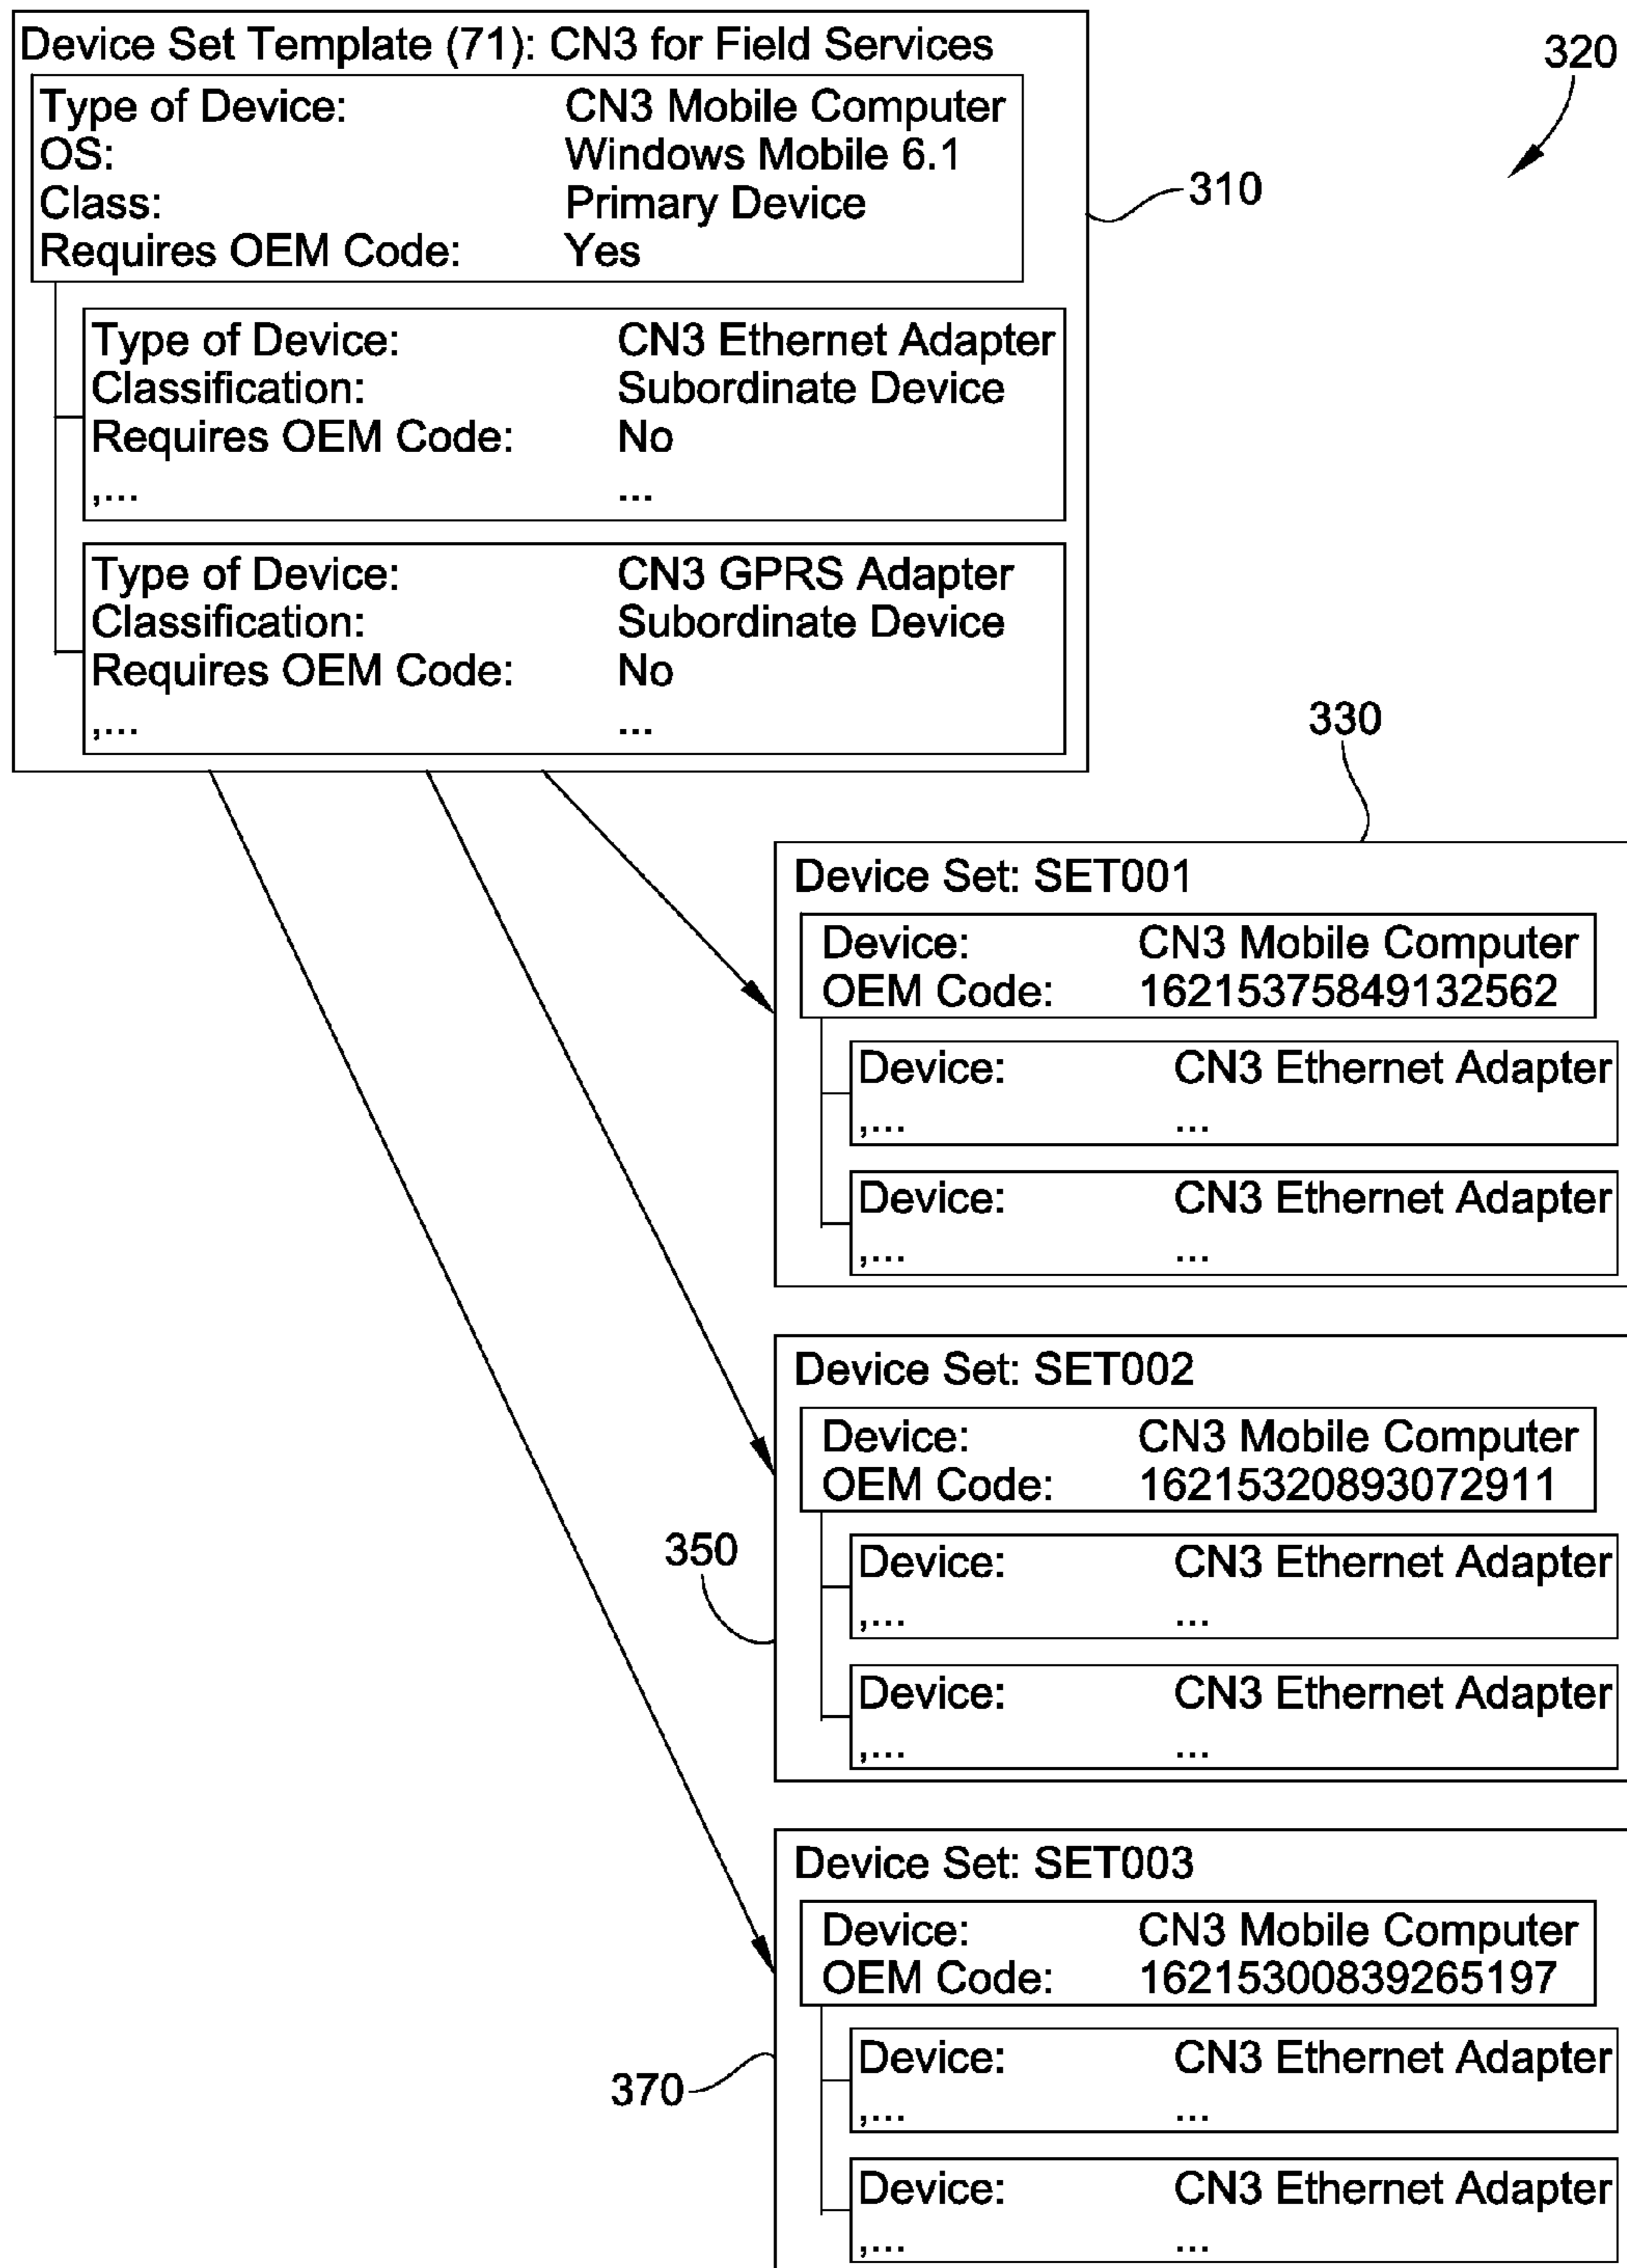 Device Set Template (71): CN3 for Field Services
320
Type of Device: CN3 Mobile Computer
OS: Windows Mobile 6.1
Class: Primary Device
Requires OEM Code: Yes
310
Type of Device: CN3 Ethernet Adapter
Classification: Subordinate Device
Requires OEM Code: No
,... ...
Type of Device: CN3 GPRS Adapter
Classification: Subordinate Device
Requires OEM Code: No
,... ...
330
Device Set: SET001
Device: CN3 Mobile Computer
OEM Code: 16215375849132562
Device: CN3 Ethernet Adapter
,... ...
Device: CN3 Ethernet Adapter
,... ...
Device Set: SET002
Device: CN3 Mobile Computer
OEM Code: 16215320893072911
350
Device: CN3 Ethernet Adapter
,... ...
Device: CN3 Ethernet Adapter
,... ...
Device Set: SET003
Device: CN3 Mobile Computer
OEM Code: 16215300839265197
370
Device: CN3 Ethernet Adapter
,... ...
Device: CN3 Ethernet Adapter
,... ...